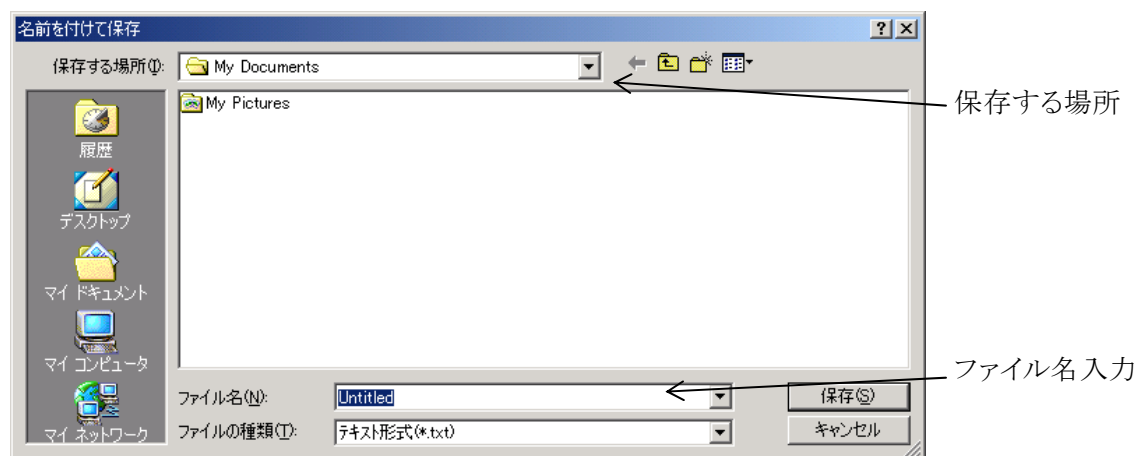 名前を付けて保存
保存する場所(I):
My Documents
保存する場所
My Pictures
履歴
デスクトップ
マイ ドキュメント
マイ コンピュータ
マイ ネットワーク
ファイル名(N):
Untitled
保存(S)
ファイル名入力
ファイルの種類(T):
テキスト形式(*.txt)
キャンセル